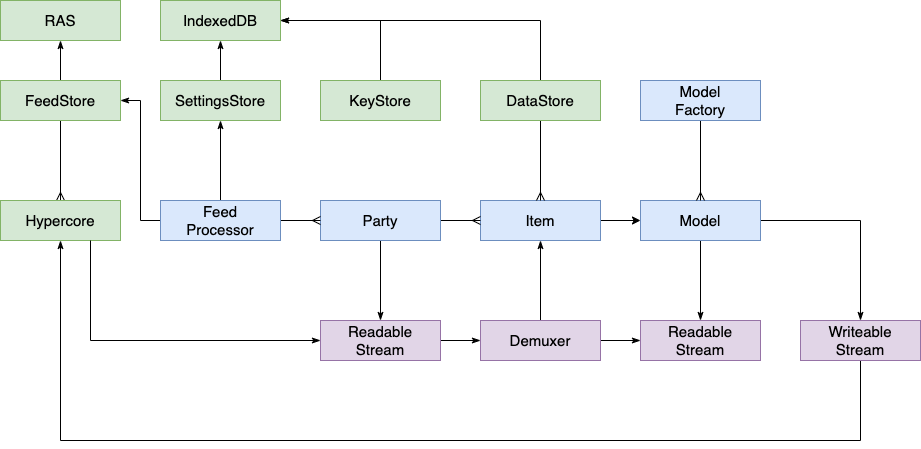 RAS
IndexedDB
FeedStore
SettingsStore
KeyStore
DataStore
Model
Factory
Hypercore
Feed
Processor
Party
Item
Model
Readable
Stream
Demuxer
Readable
Stream
Writeable
Stream